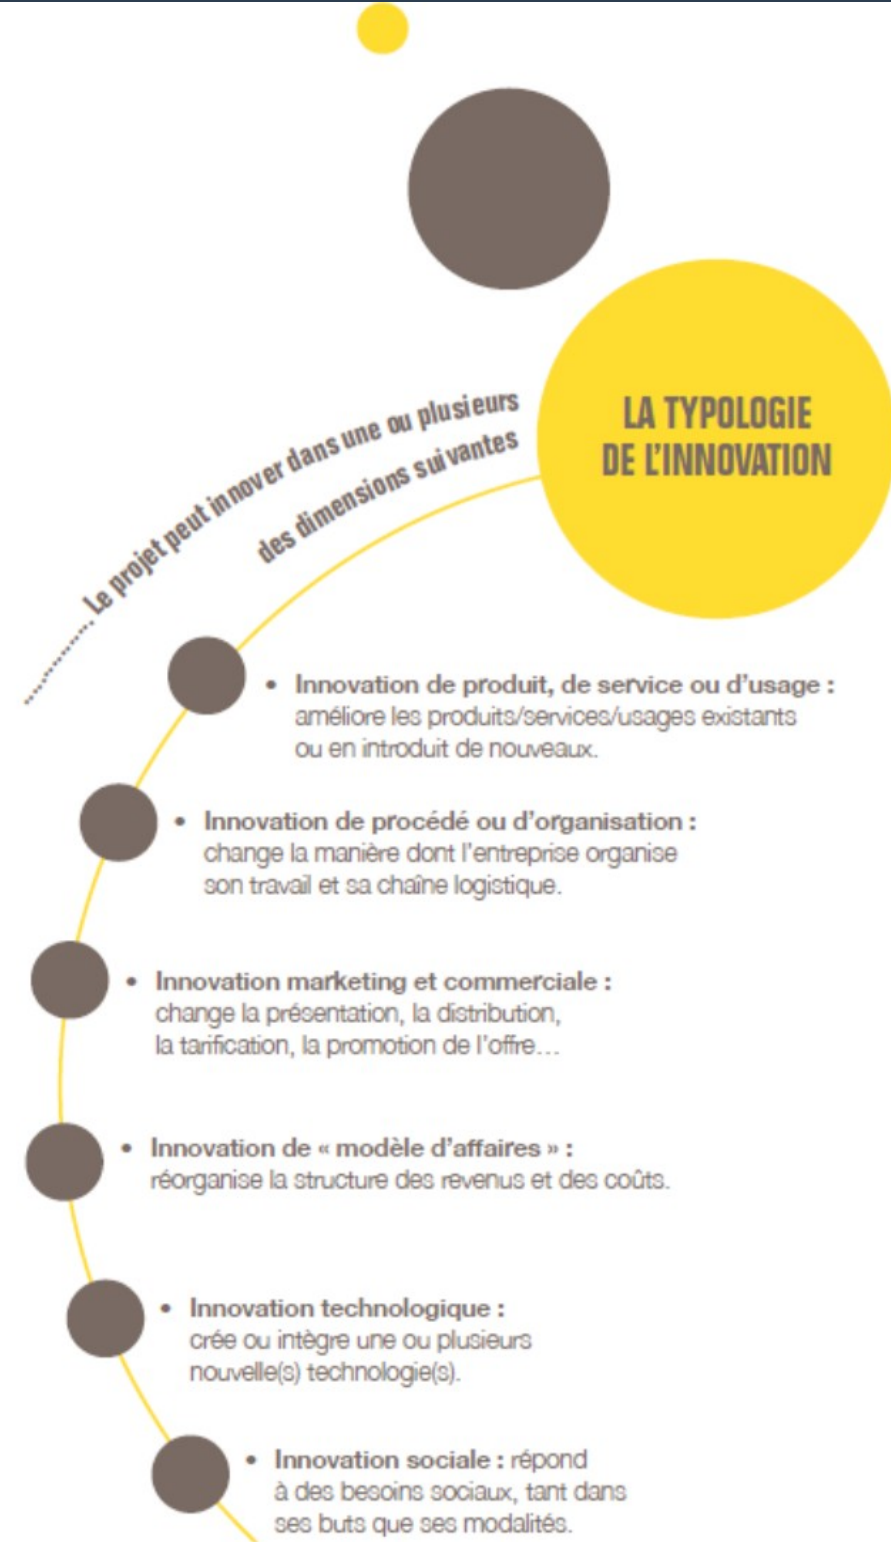 LA TYPOLOGIE
DE L'INNOVATION
Le projet peut innover dans une ou plusieurs
des dimensions suivantes
• Innovation de produit, de service ou d'usage :
améliore les produits/services/usages existants
ou en introduit de nouveaux.
• Innovation de procédé ou d'organisation :
change la manière dont l'entreprise organise
son travail et sa chaîne logistique.
• Innovation marketing et commerciale :
change la présentation, la distribution,
la tarification, la promotion de l'offre...
• Innovation de « modèle d'affaires » :
réorganise la structure des revenus et des coûts.
• Innovation technologique :
crée ou intègre une ou plusieurs
nouvelle(s) technologie(s).
• Innovation sociale : répond
à des besoins sociaux, tant dans
ses buts que ses modalités.